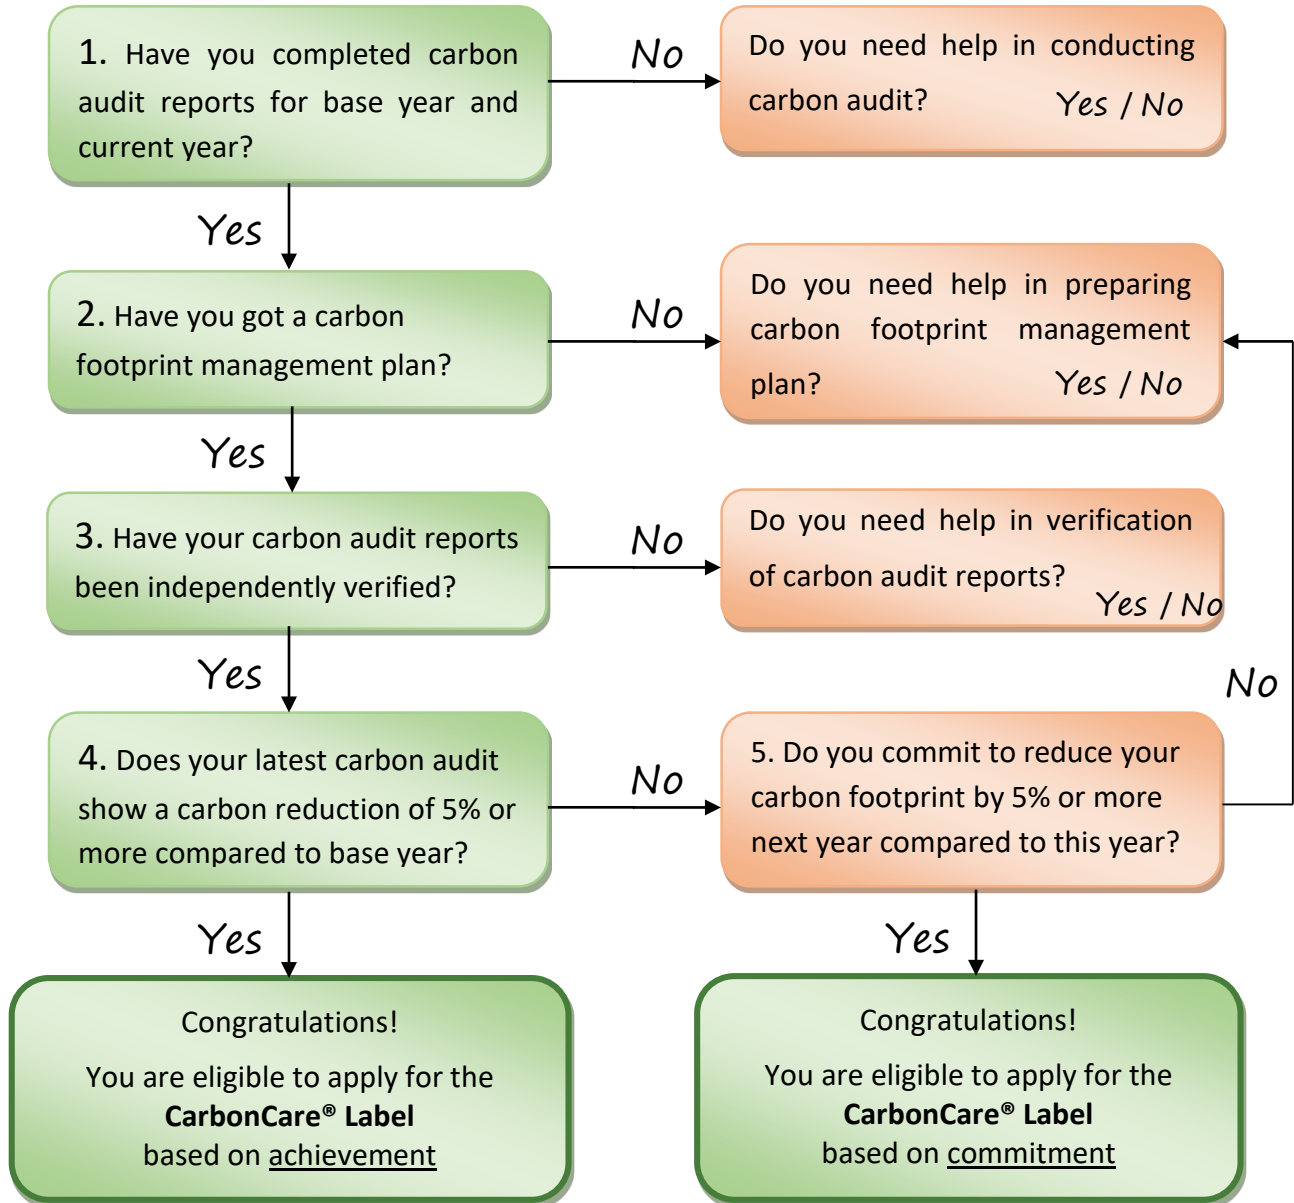 1. Have you completed carbon
audit reports for base year and
current year?
No
Do you need help in conducting
carbon audit?
Yes / No
Yes
2. Have you got a carbon
footprint management plan?
No
Do you need help in preparing
carbon footprint management
plan?
Yes / No
Yes
3. Have your carbon audit reports
been independently verified?
No
Do you need help in verification
of carbon audit reports?
Yes / No
Yes
No
4. Does your latest carbon audit
show a carbon reduction of 5% or
more compared to base year?
No
5. Do you commit to reduce your
carbon footprint by 5% or more
next year compared to this year?
Yes
Yes
Congratulations!
You are eligible to apply for the
CarbonCare® Label
based on achievement
Congratulations!
You are eligible to apply for the
CarbonCare® Label
based on commitment